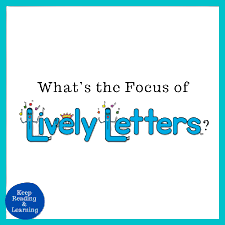 What's the Focus of
Lively Letters?
Keep
Reading
&
Learning